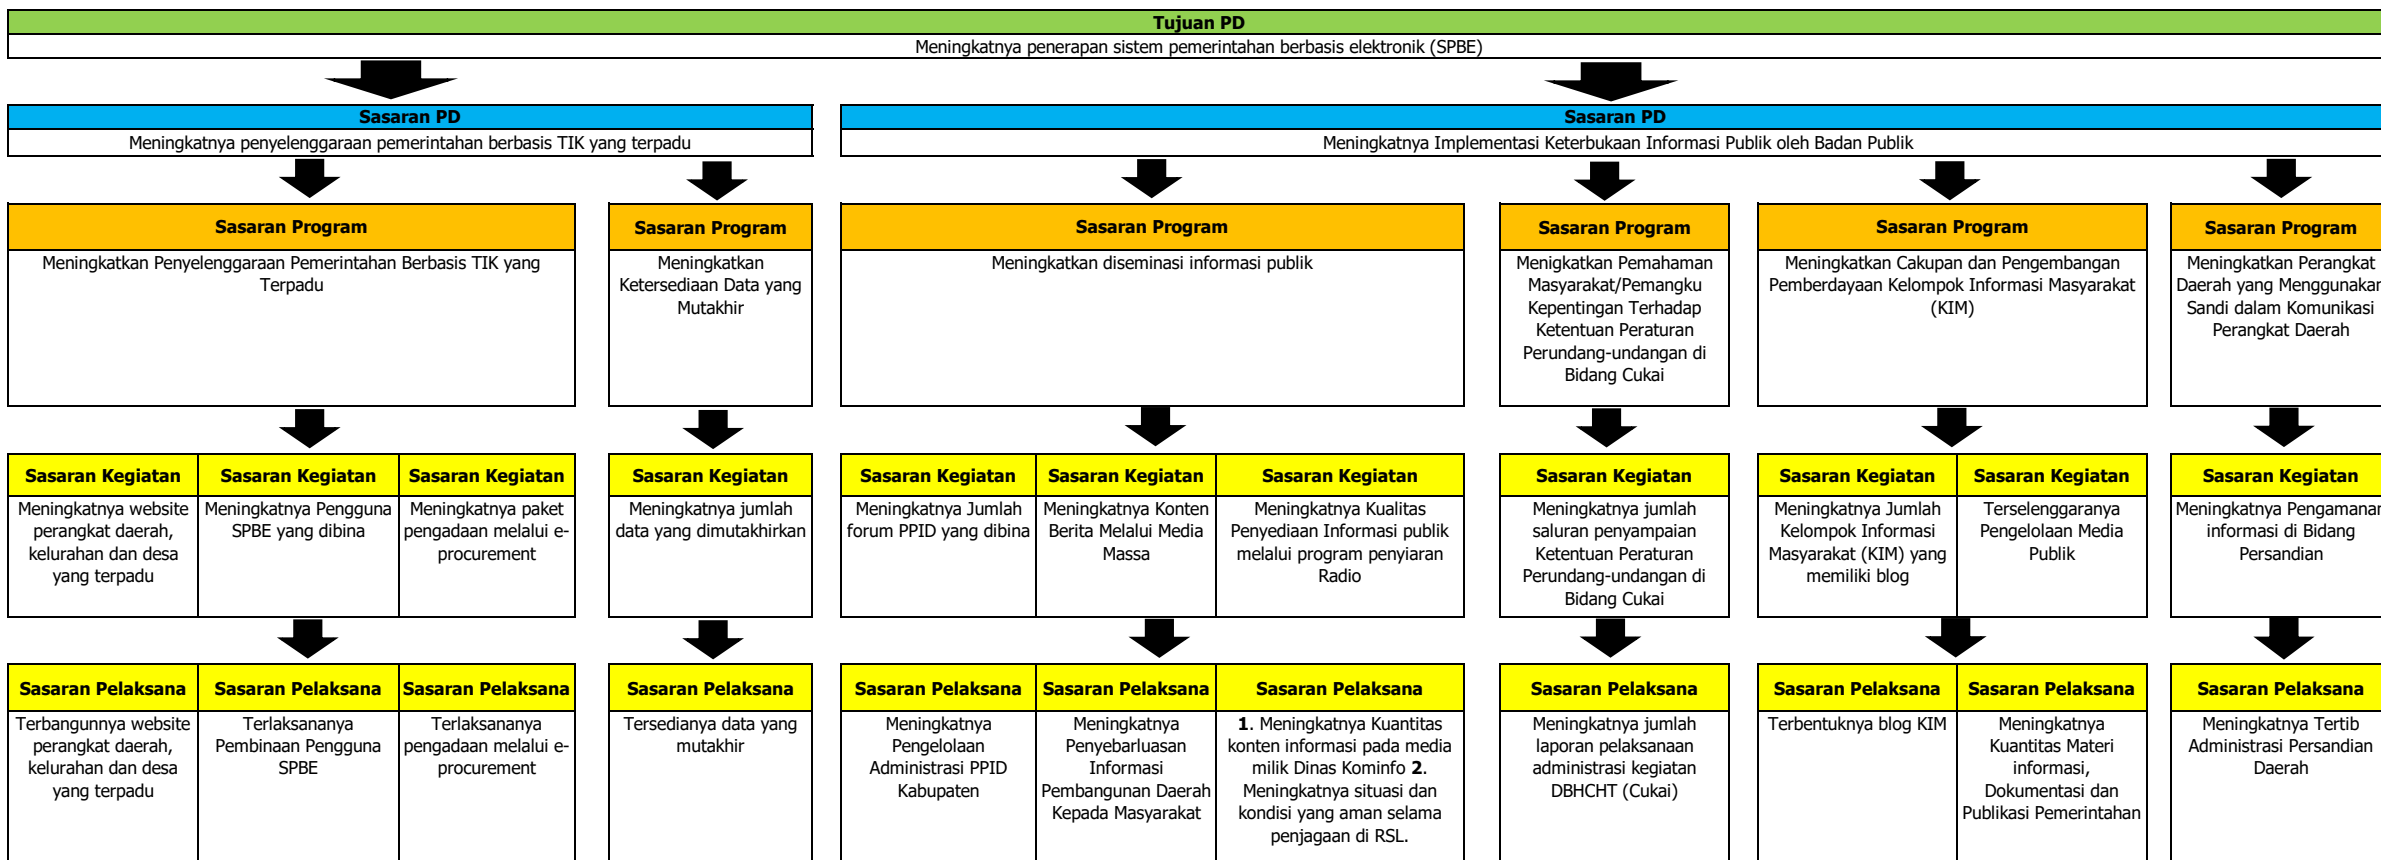 Tujuan PD
Meningkatnya penerapan sistem pemerintahan berbasis elektronik (SPBE)
Sasaran PD
Meningkatnya penyelenggaraan pemerintahan berbasis TIK yang terpadu
Sasaran PD
Meningkatnya Implementasi Keterbukaan Informasi Publik oleh Badan Publik
Sasaran Program
Meningkatkan Penyelenggaraan Pemerintahan Berbasis TIK yang
Terpadu
Sasaran Program
Meningkatkan
Ketersediaan Data yang
Mutakhir
Sasaran Program
Meningkatkan diseminasi informasi publik
Sasaran Program
Menigkatkan Pemahaman
Masyarakat/Pemangku
Kepentingan Terhadap
Ketentuan Peraturan
Perundang-undangan di
Bidang Cukai
Sasaran Program
Meningkatkan Cakupan dan Pengembangan
Pemberdayaan Kelompok Informasi Masyarakat
(KIM)
Sasaran Program
Meningkatkan Perangkat
Daerah yang Menggunakan
Sandi dalam Komunikasi
Perangkat Daerah
Sasaran Kegiatan
Meningkatnya website
perangkat daerah,
kelurahan dan desa
yang terpadu
Sasaran Kegiatan
Meningkatnya Pengguna
SPBE yang dibina
Sasaran Kegiatan
Meningkatnya paket
pengadaan melalui e-
procurement
Sasaran Kegiatan
Meningkatnya jumlah
data yang dimutakhirkan
Sasaran Kegiatan
Meningkatnya Jumlah
forum PPID yang dibina
Sasaran Kegiatan
Meningkatnya Konten
Berita Melalui Media
Massa
Sasaran Kegiatan
Meningkatnya Kualitas
Penyediaan Informasi publik
melalui program penyiaran
Radio
Sasaran Kegiatan
Meningkatnya jumlah
saluran penyampaian
Ketentuan Peraturan
Perundang-undangan di
Bidang Cukai
Sasaran Kegiatan
Meningkatnya Jumlah
Kelompok Informasi
Masyarakat (KIM) yang
memiliki blog
Sasaran Kegiatan
Terselenggaranya
Pengelolaan Media
Publik
Sasaran Kegiatan
Meningkatnya Pengamanan
informasi di Bidang
Persandian
Sasaran Pelaksana
Terbangunnya website
perangkat daerah,
kelurahan dan desa
yang terpadu
Sasaran Pelaksana
Terlaksananya
Pembinaan Pengguna
SPBE
Sasaran Pelaksana
Terlaksananya
pengadaan melalui e-
procurement
Sasaran Pelaksana
Tersedianya data yang
mutakhir
Sasaran Pelaksana
Meningkatnya
Pengelolaan
Administrasi PPID
Kabupaten
Sasaran Pelaksana
Meningkatnya
Penyebarluasan
Informasi
Pembangunan Daerah
Kepada Masyarakat
Sasaran Pelaksana
1. Meningkatnya Kuantitas
konten informasi pada media
milik Dinas Kominfo 2.
Meningkatnya situasi dan
kondisi yang aman selama
penjagaan di RSL.
Sasaran Pelaksana
Meningkatnya jumlah
laporan pelaksanaan
administrasi kegiatan
DBHCHT (Cukai)
Sasaran Pelaksana
Terbentuknya blog KIM
Sasaran Pelaksana
Meningkatnya
Kuantitas Materi
informasi,
Dokumentasi dan
Publikasi Pemerintahan
Sasaran Pelaksana
Meningkatnya Tertib
Administrasi Persandian
Daerah